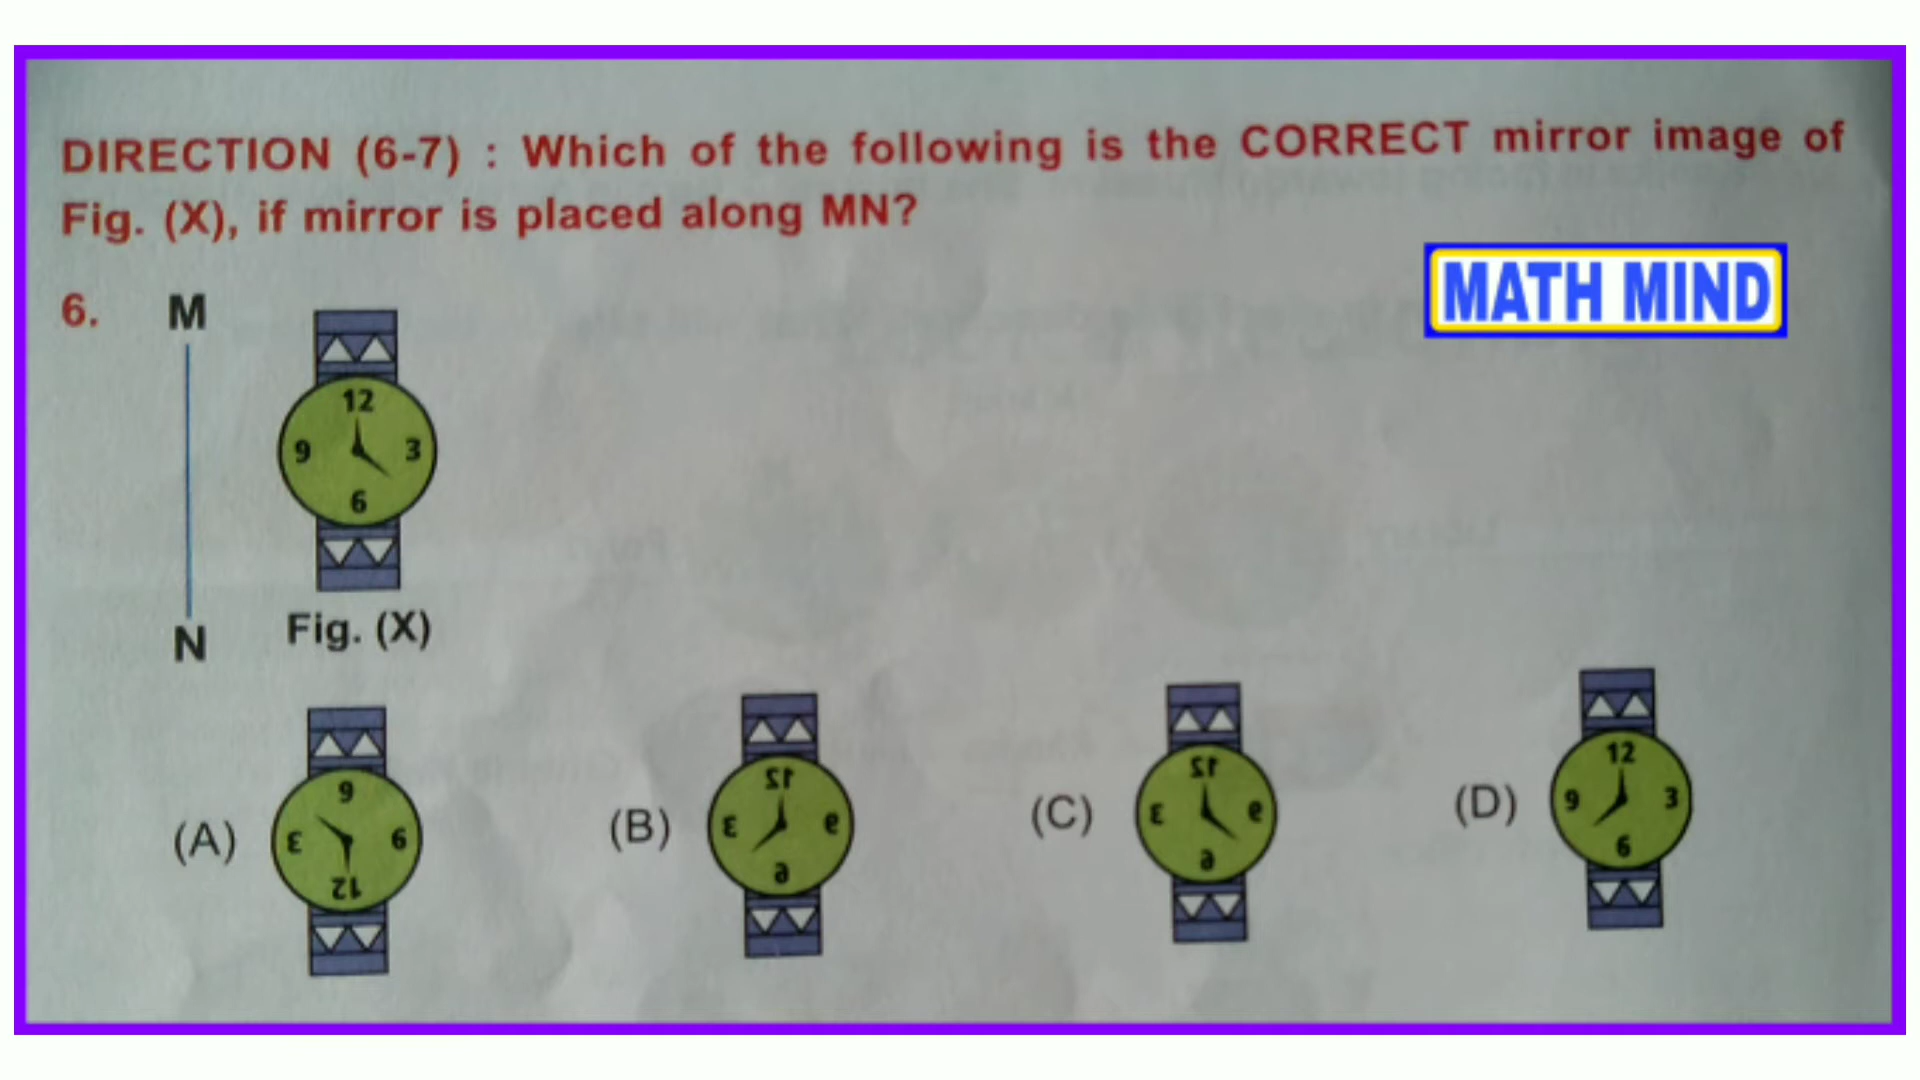 DIRECTION (6-7) : Which of the following is the CORRECT mirror image of
Fig. (X), if mirror is placed along MN?
MATH MIND
6.
M
12
9 3
6
N
Fig. (X)
(A)
(B)
(C)
(D)
12
9 3
6